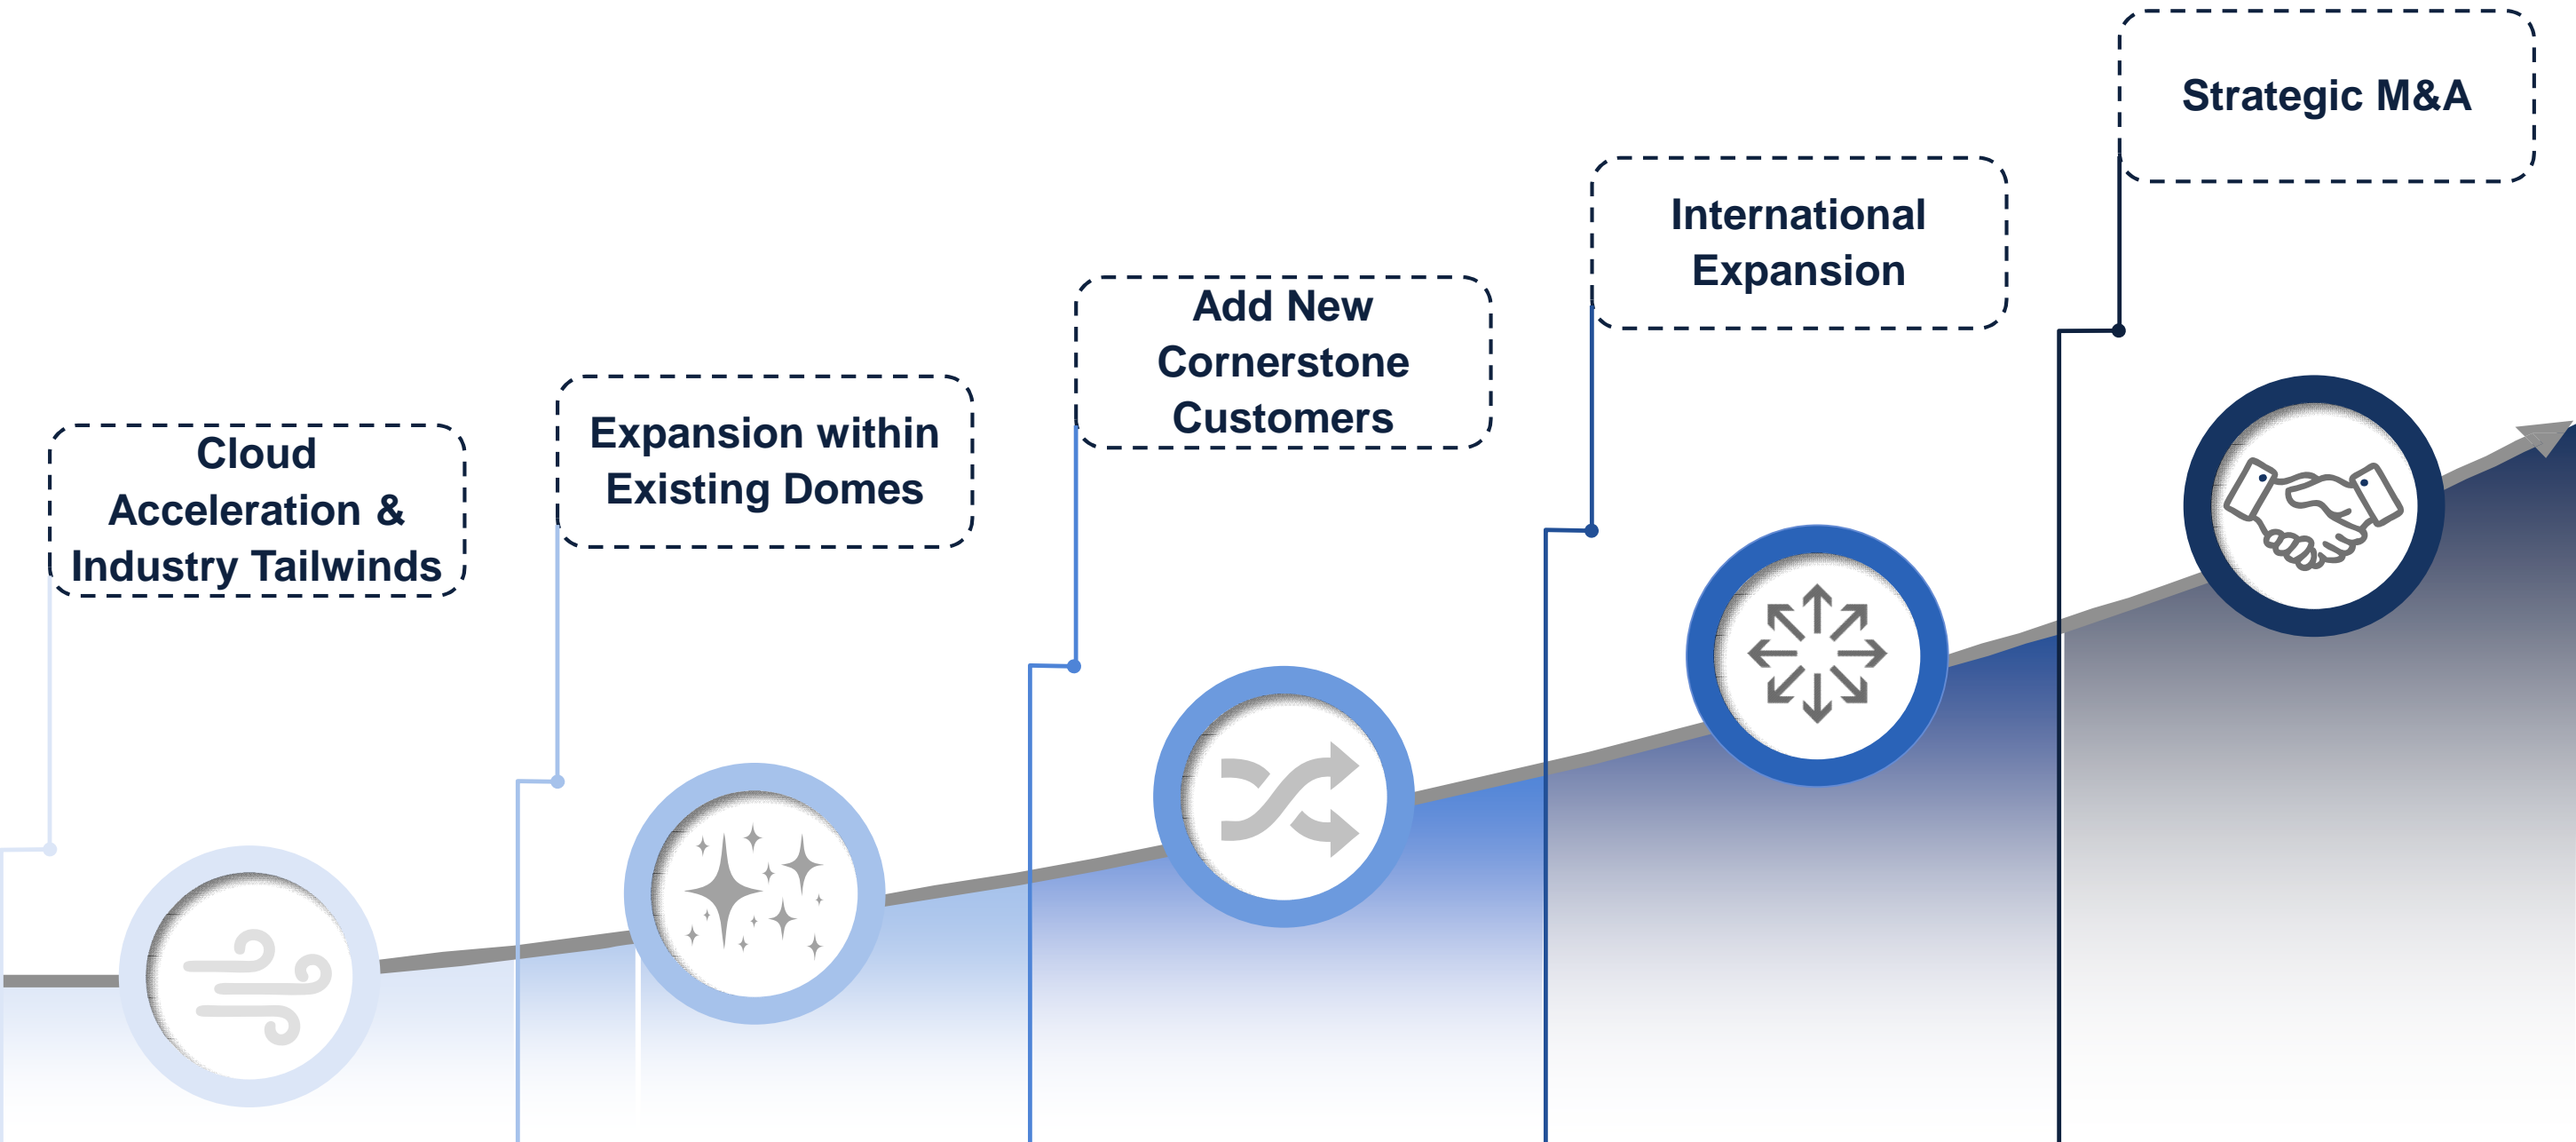 Cloud
Acceleration &
Industry Tailwinds
Expansion within
Existing Domes
Add New
Cornerstone
Customers
International
Expansion
Strategic M&A